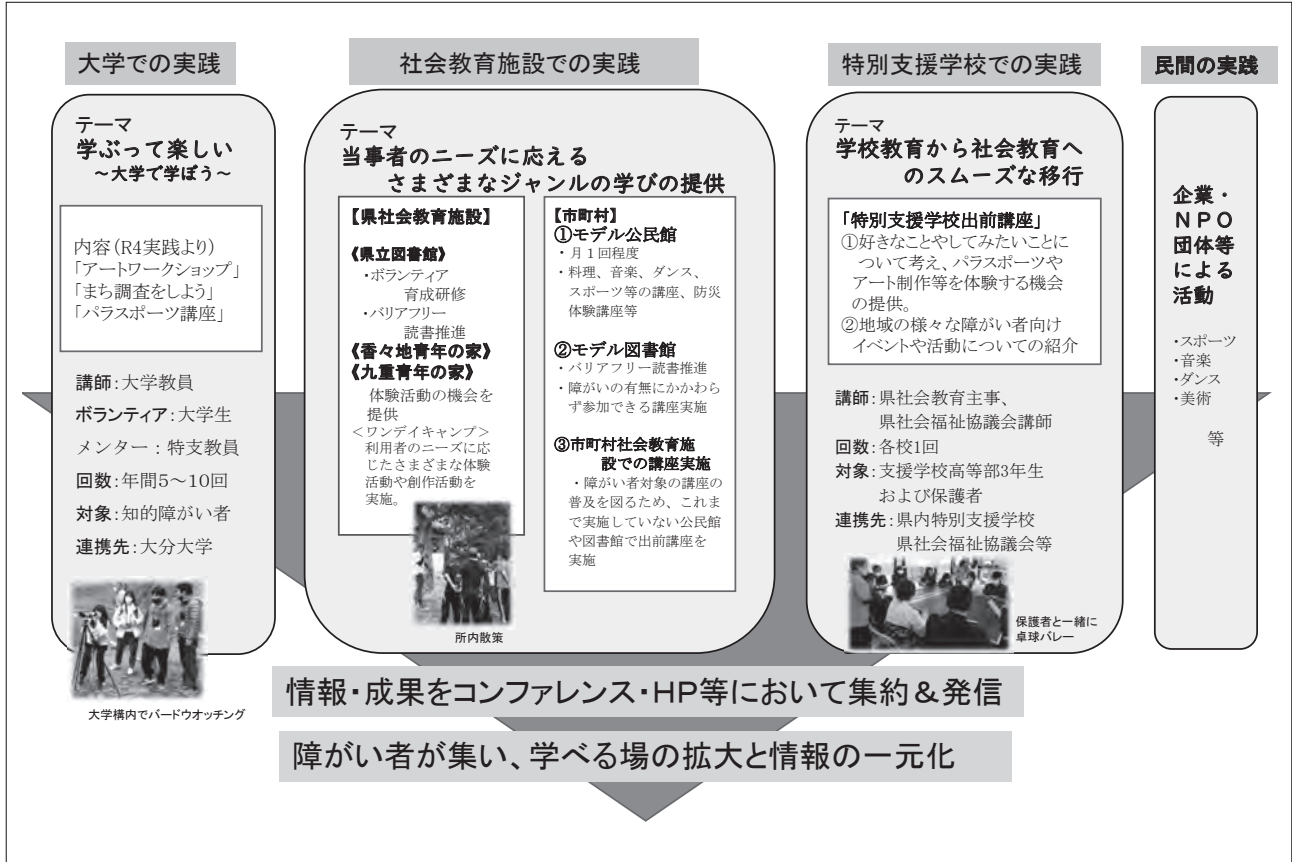 大学での実践
テーマ
学ぶって楽しい
～大学で学ぼう～
内容(R4実践より)
「アートワークショップ」
「まち調査をしよう」
「パラスポーツ講座」
講師：大学教員
ボランティア：大学生
メンター：特支教員
回数：年間5～10回
対象：知的障がい者
連携先：大分大学
大学構内でバードウオッチング
社会教育施設での実践
テーマ
当事者のニーズに応える
さまざまなジャンルの学びの提供
【県社会教育施設】
《県立図書館》
・ボランティア
育成研修
・バリアフリー
読書推進
《香々地青年の家》
《九重青年の家》
体験活動の機会を
提供
＜ワンデイキャンプ＞
利用者のニーズに応
じたさまざまな体験
活動や創作活動を
実施。
所内散策
【市町村】
①モデル公民館
・月１回程度
・料理、音楽、ダンス、
スポーツ等の講座、防災
体験講座等
②モデル図書館
・バリアフリー読書推進
・障がいの有無にかかわら
ず参加できる講座実施
③市町村社会教育施
設での講座実施
・障がい者対象の講座の
普及を図るため、これま
で実施していない公民館
や図書館で出前講座を
実施
特別支援学校での実践
テーマ
学校教育から社会教育へ
のスムーズな移行
「特別支援学校出前講座」
①好きなことやしてみたいことに
ついて考え、パラスポーツや
アート制作等を体験する機会
の提供。
②地域の様々な障がい者向け
イベントや活動についての紹介
講師：県社会教育主事、
県社会福祉協議会講師
回数：各校1回
対象：支援学校高等部3年生
および保護者
連携先：県内特別支援学校
県社会福祉協議会等
保護者と一緒に
卓球バレー
民間の実践
企業・
ＮＰＯ
団体等
による
活動
・スポーツ
・音楽
・ダンス
・美術
等
情報・成果をコンファレンス・HP等において集約＆発信
障がい者が集い、学べる場の拡大と情報の一元化